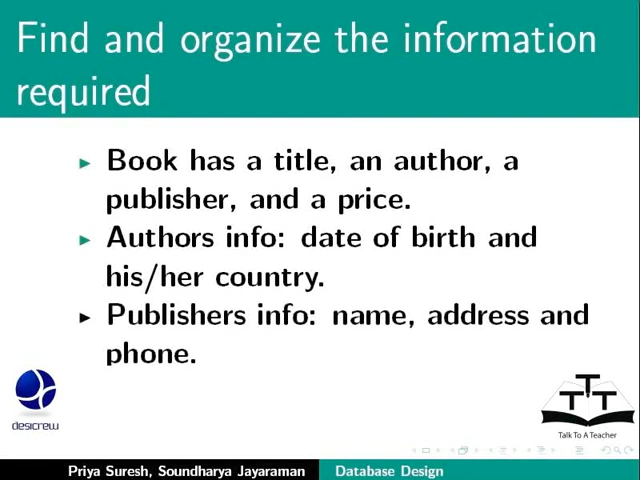 Find and organize the information
required
Book has a title, an author, a
publisher, and a price.
Authors info: date of birth and
his/her country.
Publishers info: name, address and
phone.
desicrew
T T T
Talk To A Teacher
Priya Suresh, Soundharya Jayaraman Database Design